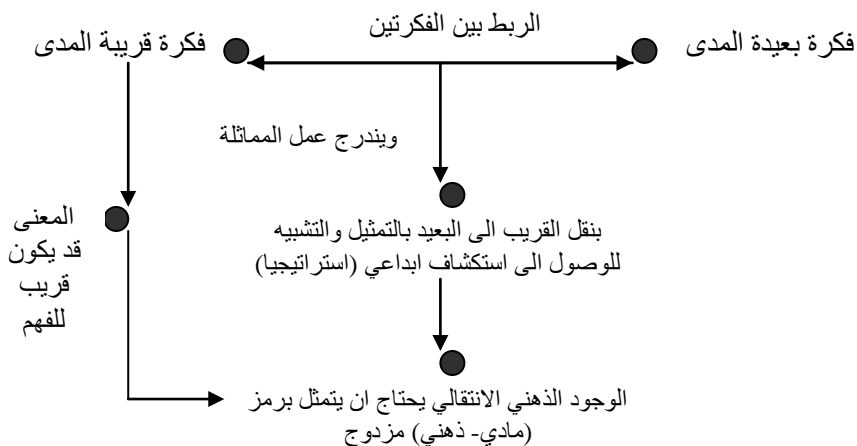 الربط بين الفكرتين
فكرة بعيدة المدى
فكرة قريبة المدى
ويندرج عمل المماثلة
المعنى
قد يكون
قريب
للفهم
بنقل القريب الى البعيد بالتمثيل والتشبيه
للوصول الى استكشاف ابداعي (استراتيجيا)
الوجود الذهني الانتقالي يحتاج ان يتمثل برمز
(مادي- ذهني) مزدوج